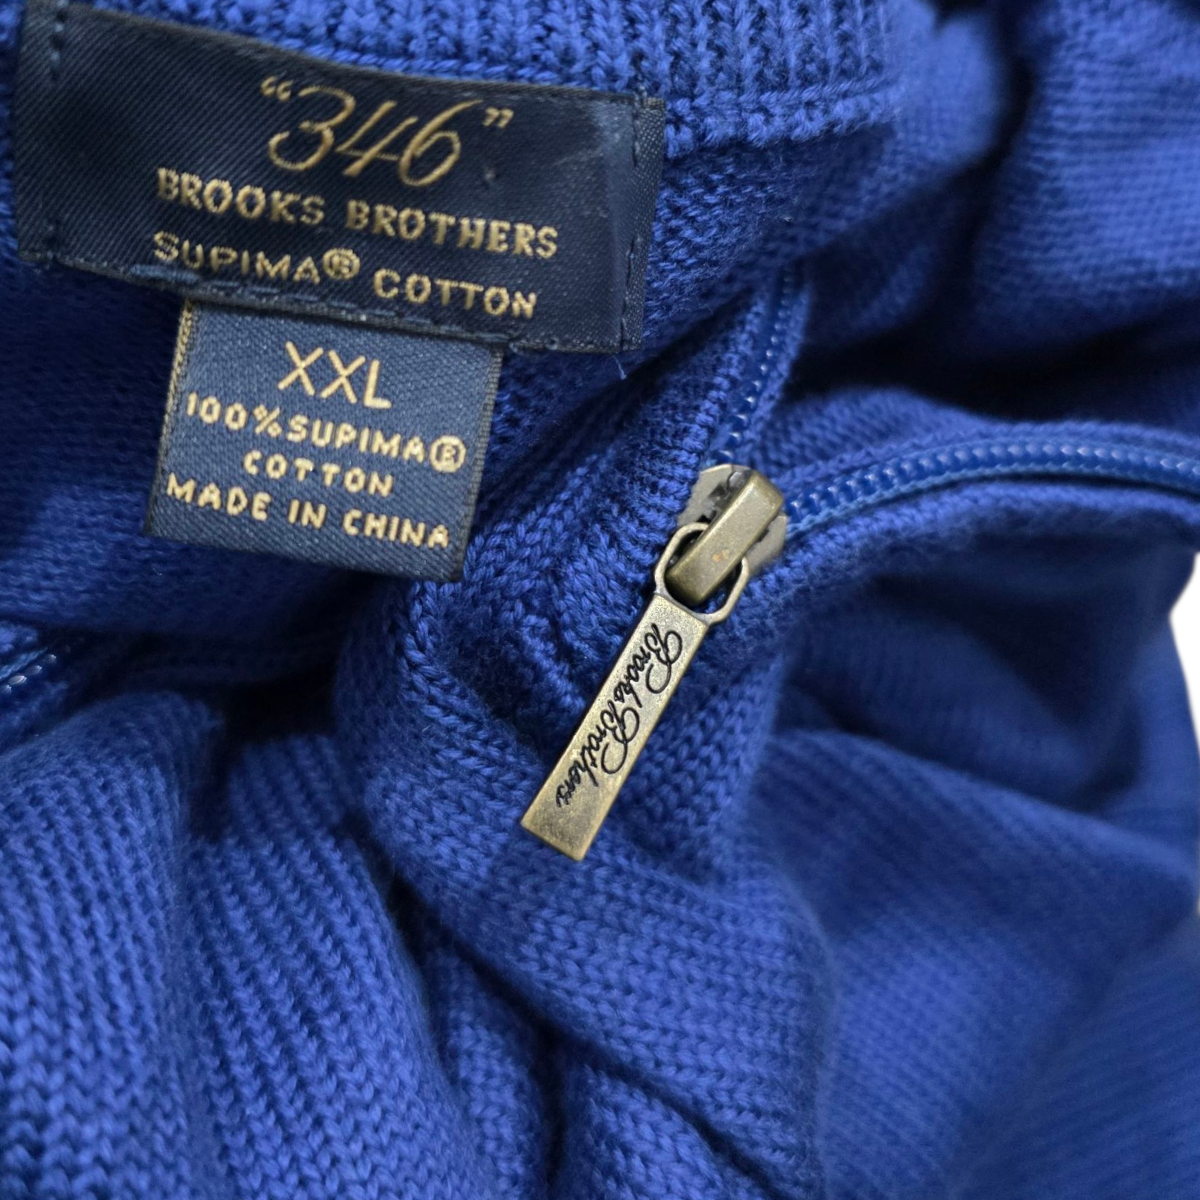 “346”
BROOKS BROTHERS
SUPIMA® COTTON
XXL
100% SUPIMA®
COTTON
MADE IN CHINA
Brooks Brothers